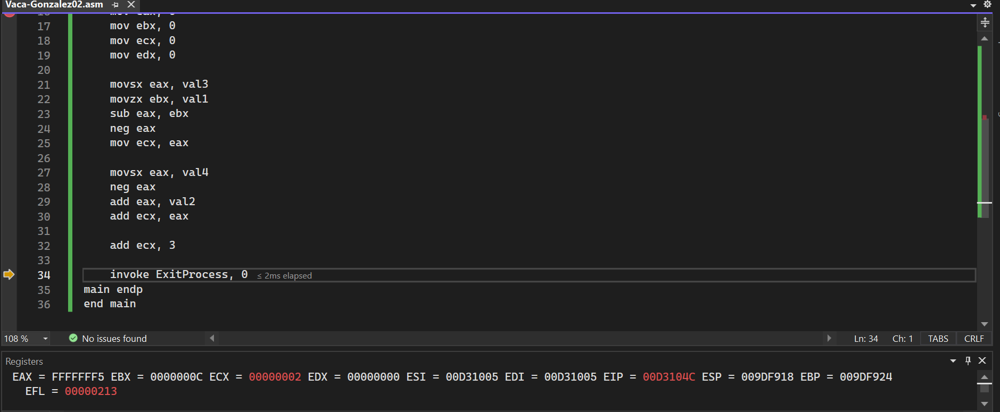 Vaca-Gonzalez02.asm
17 mov ebx, 0
18 mov ecx, 0
19 mov edx, 0
20
21 movsx eax, val3
22 movzx ebx, val1
23 sub eax, ebx
24 neg eax
25 mov ecx, eax
26
27 movsx eax, val4
28 neg eax
29 add eax, val2
30 add ecx, eax
31
32 add ecx, 3
33
34 invoke ExitProcess, 0 ≤ 2ms elapsed
35 main endp
36 end main
108 % No issues found Ln: 34 Ch: 1 TABS CRLF
Registers
EAX = FFFFFFF5 EBX = 0000000C ECX = 00000002 EDX = 00000000 ESI = 00D31005 EDI = 00D31005 EIP = 00D3104C ESP = 009DF918 EBP = 009DF924
EFL = 00000213